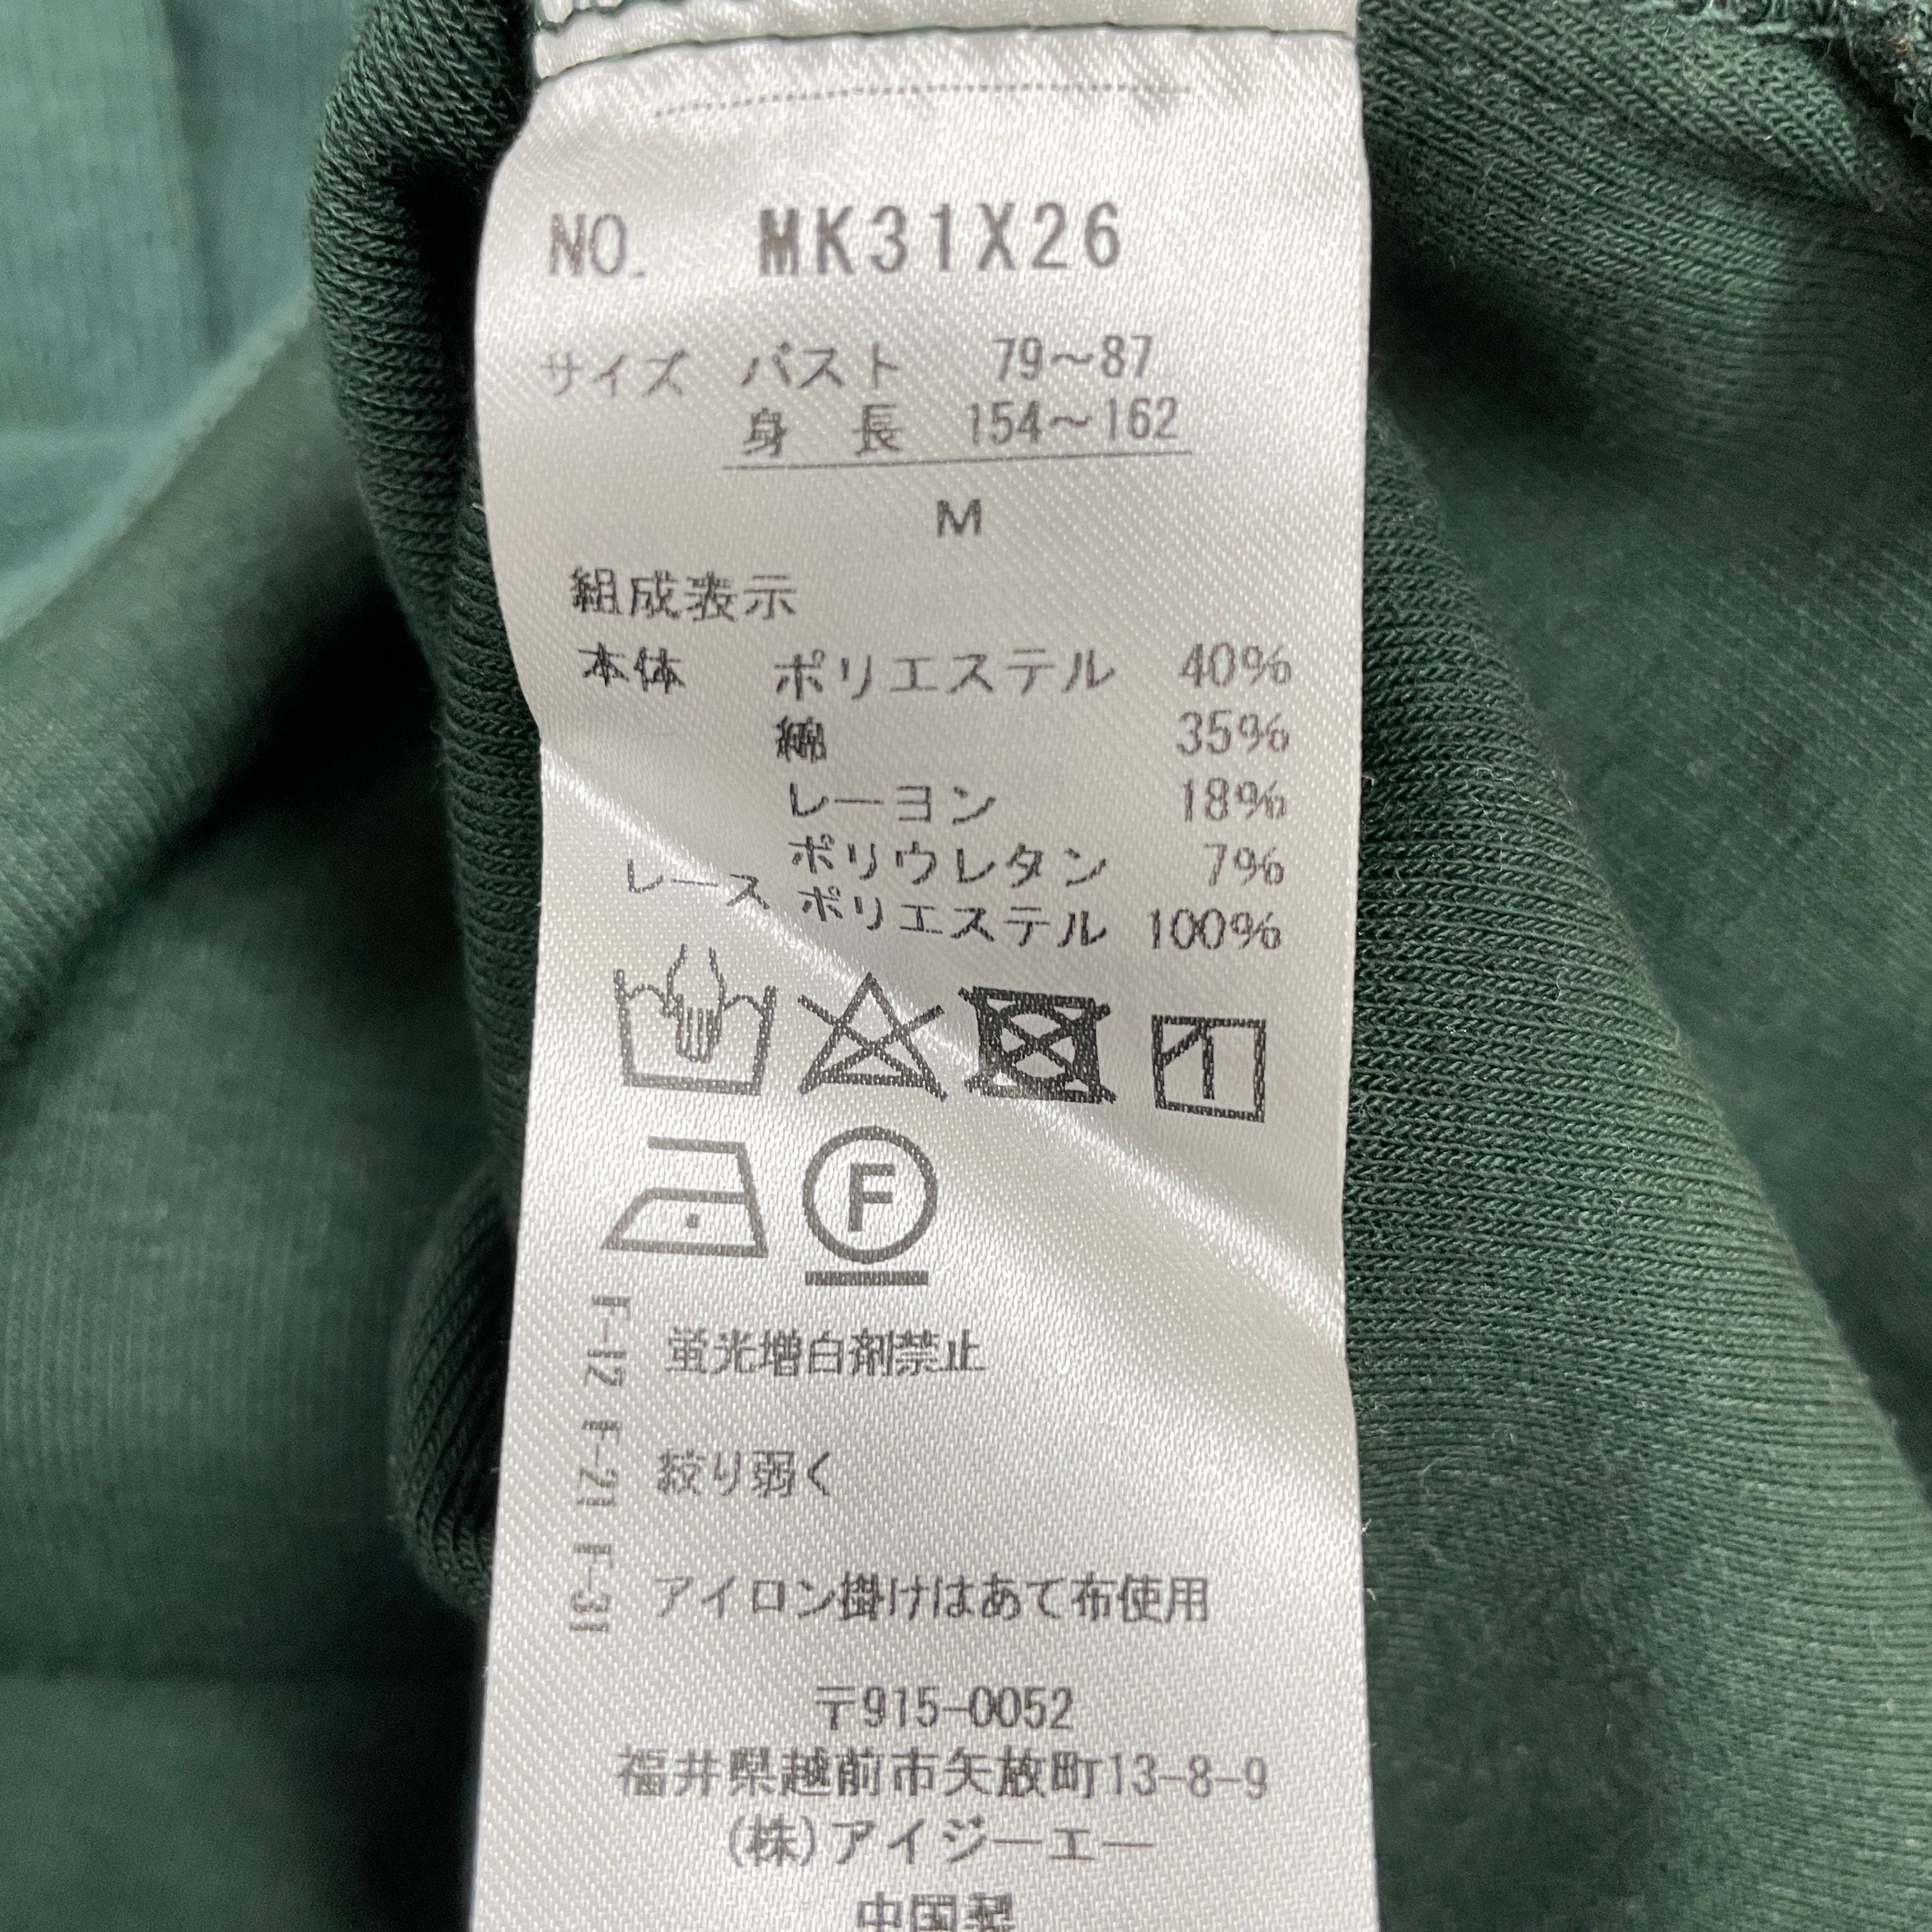 NO. MK31X26
サイズ バスト 79～87
身長 154～162
M
組成表示
本体 ポリエステル 40%
綿 35%
レーヨン 18%
ポリウレタン 7%
レース ポリエステル 100%
F
F-12 蛍光増白剤禁止
F-21 絞り弱く
F-31 アイロン掛けはあて布使用
〒915-0052
福井県越前市矢放町13-8-9
(株)アイジーエー
中国製